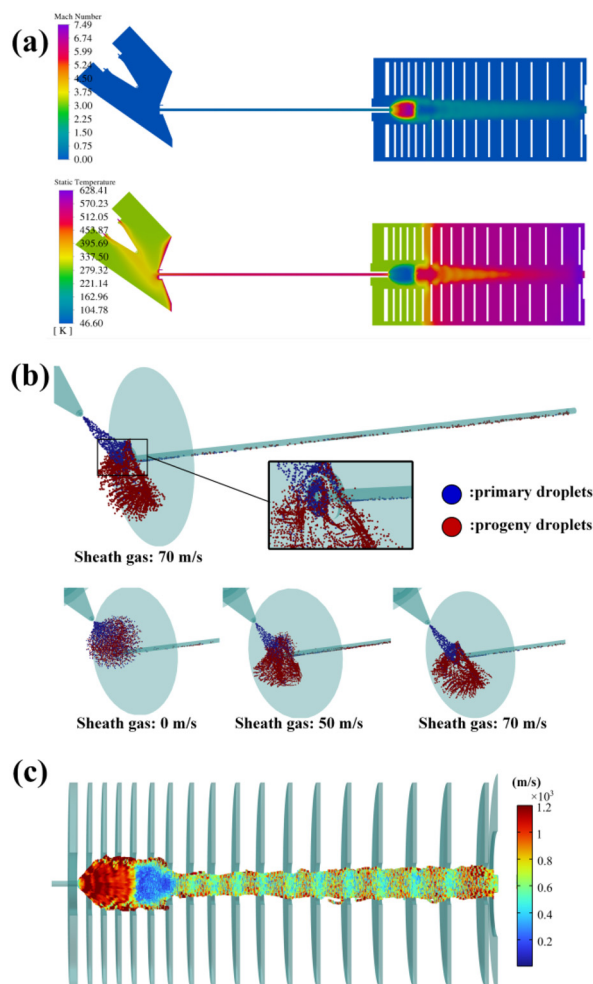 (a)
Mach Number
7.49
6.74
5.99
5.24
4.50
3.75
3.00
2.25
1.50
0.75
0.00
Static Temperature
628.41
570.23
512.05
453.87
395.69
337.50
279.32
221.14
162.96
104.78
46.60
[ K ]
(b)
:primary droplets
:progeny droplets
Sheath gas: 70 m/s
Sheath gas: 0 m/s
Sheath gas: 50 m/s
Sheath gas: 70 m/s
(c)
(m/s)
×10³
1.2
1
0.8
0.6
0.4
0.2